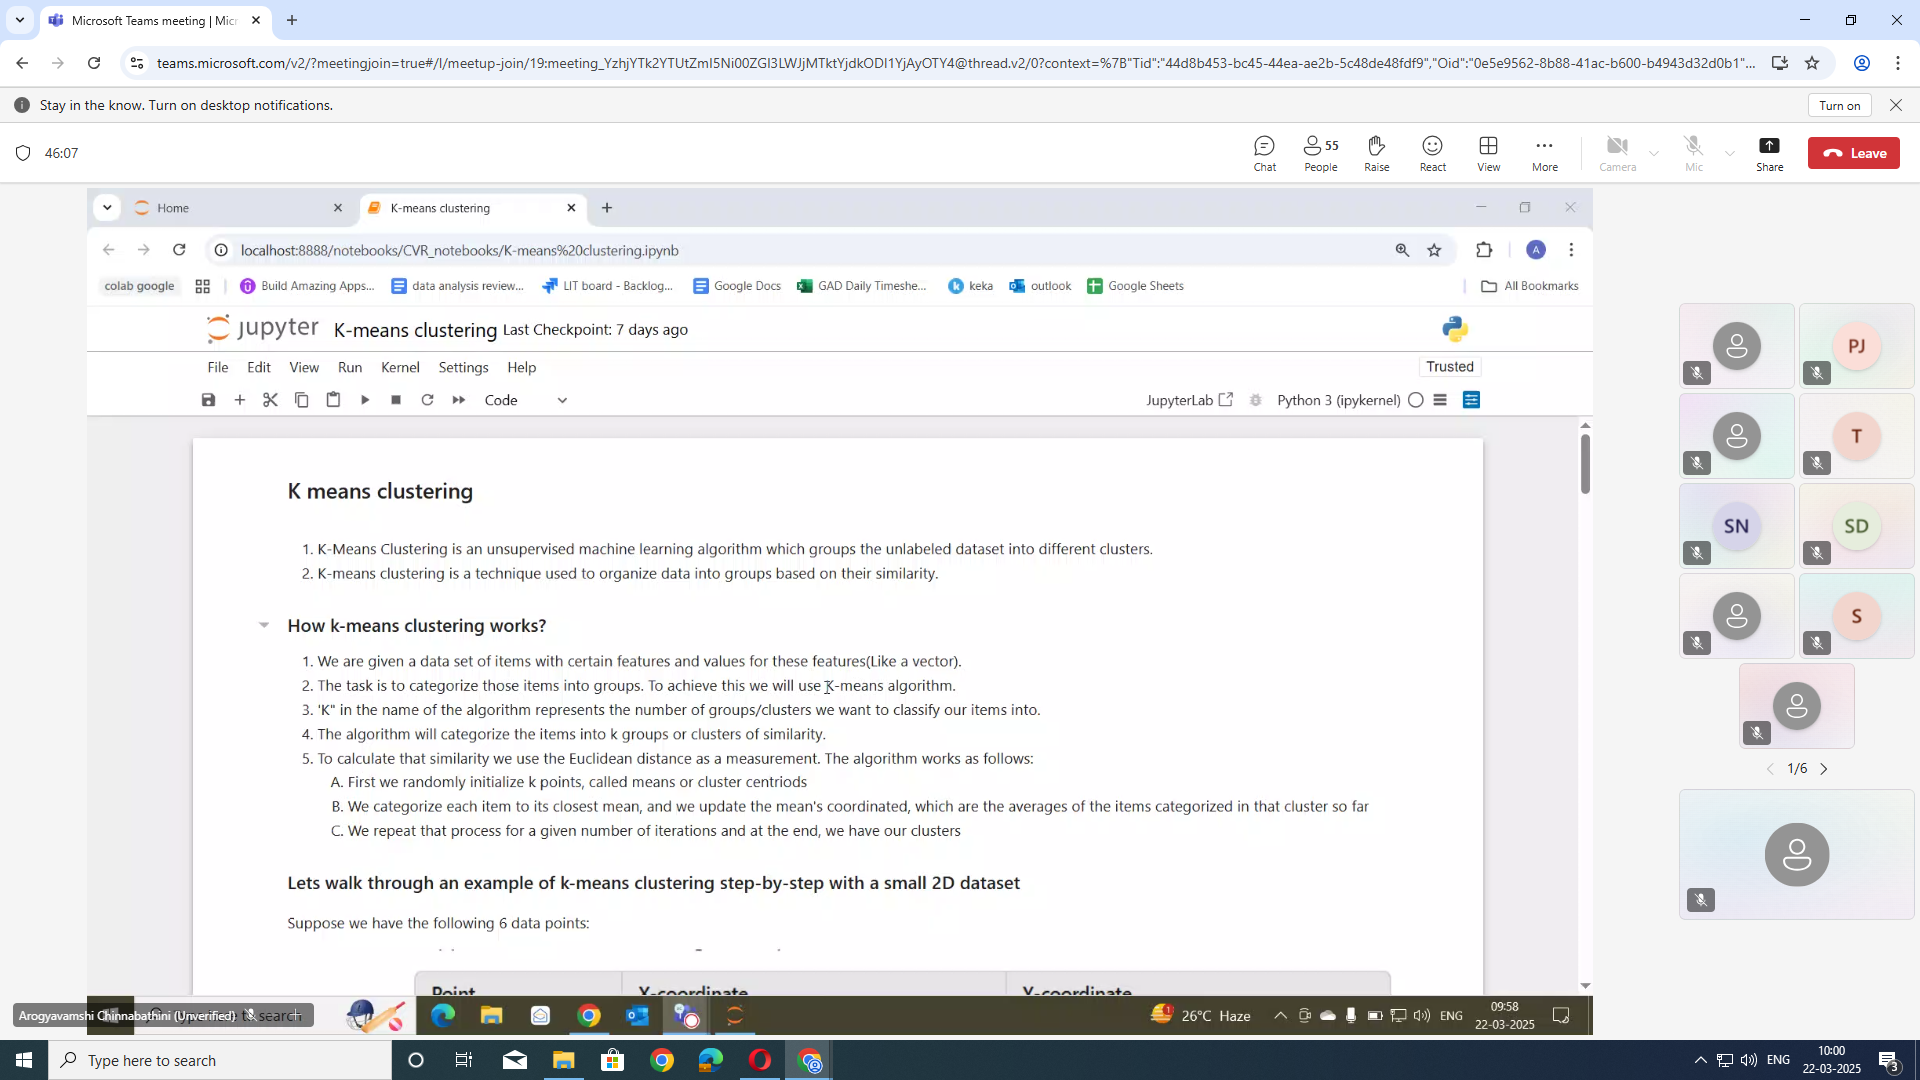 Microsoft Teams meeting | Micr
teams.microsoft.com/v2/?meetingjoin=true#/l/meetup-join/19:meeting_YzhjYTk2YTUtZmI5Ni00ZGI3LWJjMTktYjdkODI1YjAyOTY4@thread.v2/0?context=%7B"Tid":"44d8b453-bc45-44ea-ae2b-5c48de48fdf9","Oid":"0e5e9562-8b88-41ac-b600-b4943d32d0b1"...
Stay in the know. Turn on desktop notifications.
Turn on
46:07
Chat
55
People
Raise
React
View
More
Camera
Mic
Share
Leave
Home
K-means clustering
localhost:8888/notebooks/CVR_notebooks/K-means%20clustering.ipynb
A
colab google
Build Amazing Apps...
data analysis review...
LIT board - Backlog...
Google Docs
GAD Daily Timeshe...
keka
outlook
Google Sheets
All Bookmarks
jupyter K-means clustering Last Checkpoint: 7 days ago
File Edit View Run Kernel Settings Help
Trusted
Code
JupyterLab
Python 3 (ipykernel)
K means clustering
1. K-Means Clustering is an unsupervised machine learning algorithm which groups the unlabeled dataset into different clusters.
2. K-means clustering is a technique used to organize data into groups based on their similarity.
How k-means clustering works?
1. We are given a data set of items with certain features and values for these features(Like a vector).
2. The task is to categorize those items into groups. To achieve this we will use K-means algorithm.
3. 'K" in the name of the algorithm represents the number of groups/clusters we want to classify our items into.
4. The algorithm will categorize the items into k groups or clusters of similarity.
5. To calculate that similarity we use the Euclidean distance as a measurement. The algorithm works as follows:
A. First we randomly initialize k points, called means or cluster centriods
B. We categorize each item to its closest mean, and we update the mean's coordinated, which are the averages of the items categorized in that cluster so far
C. We repeat that process for a given number of iterations and at the end, we have our clusters
Lets walk through an example of k-means clustering step-by-step with a small 2D dataset
Suppose we have the following 6 data points:
Point X-coordinate Y-coordinate
PJ
T
SN
SD
S
1/6
Arogyavamshi Chinnabathini (Unverified)
search
26°C Haze
ENG
09:58
22-03-2025
Type here to search
ENG
10:00
22-03-2025
3